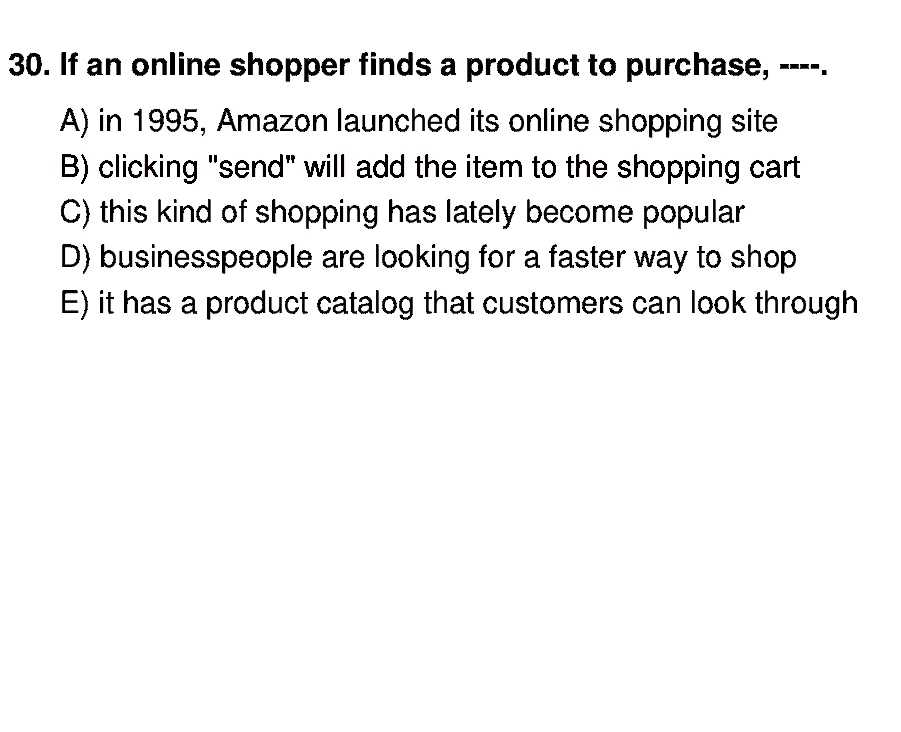 30. If an online shopper finds a product to purchase, ----.
A) in 1995, Amazon launched its online shopping site
B) clicking "send" will add the item to the shopping cart
C) this kind of shopping has lately become popular
D) businesspeople are looking for a faster way to shop
E) it has a product catalog that customers can look through